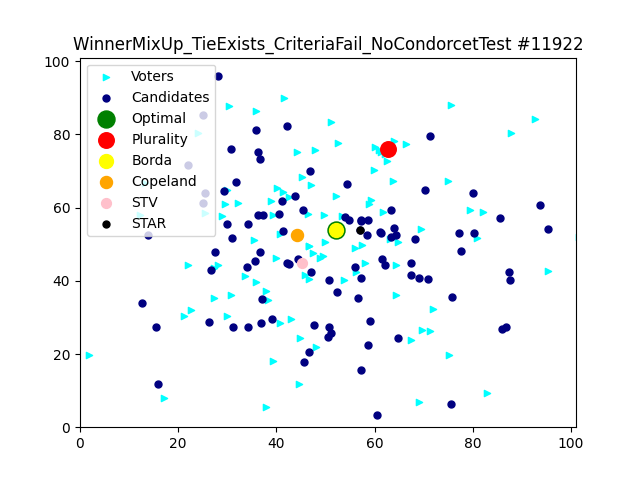 WinnerMixUp_TieExists_CriteriaFail_NoCondorcetTest #11922
100
80
60
40
20
0
Voters
Candidates
Optimal
Plurality
Borda
Copeland
STV
STAR
0 20 40 60 80 100